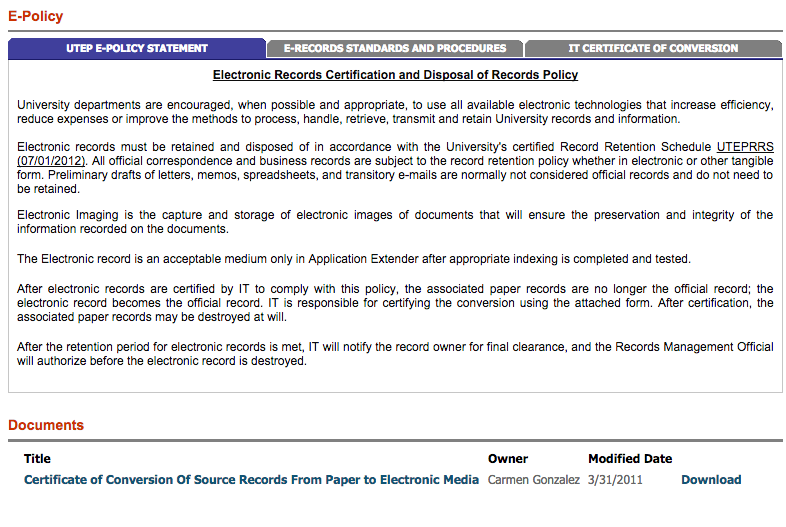 E-Policy
UTEP E-POLICY STATEMENT
E-RECORDS STANDARDS AND PROCEDURES
IT CERTIFICATE OF CONVERSION
Electronic Records Certification and Disposal of Records Policy
University departments are encouraged, when possible and appropriate, to use all available electronic technologies that increase efficiency,
reduce expenses or improve the methods to process, handle, retrieve, transmit and retain University records and information.
Electronic records must be retained and disposed of in accordance with the University's certified Record Retention Schedule UTEPRRS
(07/01/2012). All official correspondence and business records are subject to the record retention policy whether in electronic or other tangible
form. Preliminary drafts of letters, memos, spreadsheets, and transitory e-mails are normally not considered official records and do not need to
be retained.
Electronic Imaging is the capture and storage of electronic images of documents that will ensure the preservation and integrity of the
information recorded on the documents.
The Electronic record is an acceptable medium only in Application Extender after appropriate indexing is completed and tested.
After electronic records are certified by IT to comply with this policy, the associated paper records are no longer the official record; the
electronic record becomes the official record. IT is responsible for certifying the conversion using the attached form. After certification, the
associated paper records may be destroyed at will.
After the retention period for electronic records is met, IT will notify the record owner for final clearance, and the Records Management Official
will authorize before the electronic record is destroyed.
Documents
Title Owner Modified Date
Certificate of Conversion Of Source Records From Paper to Electronic Media Carmen Gonzalez 3/31/2011 Download